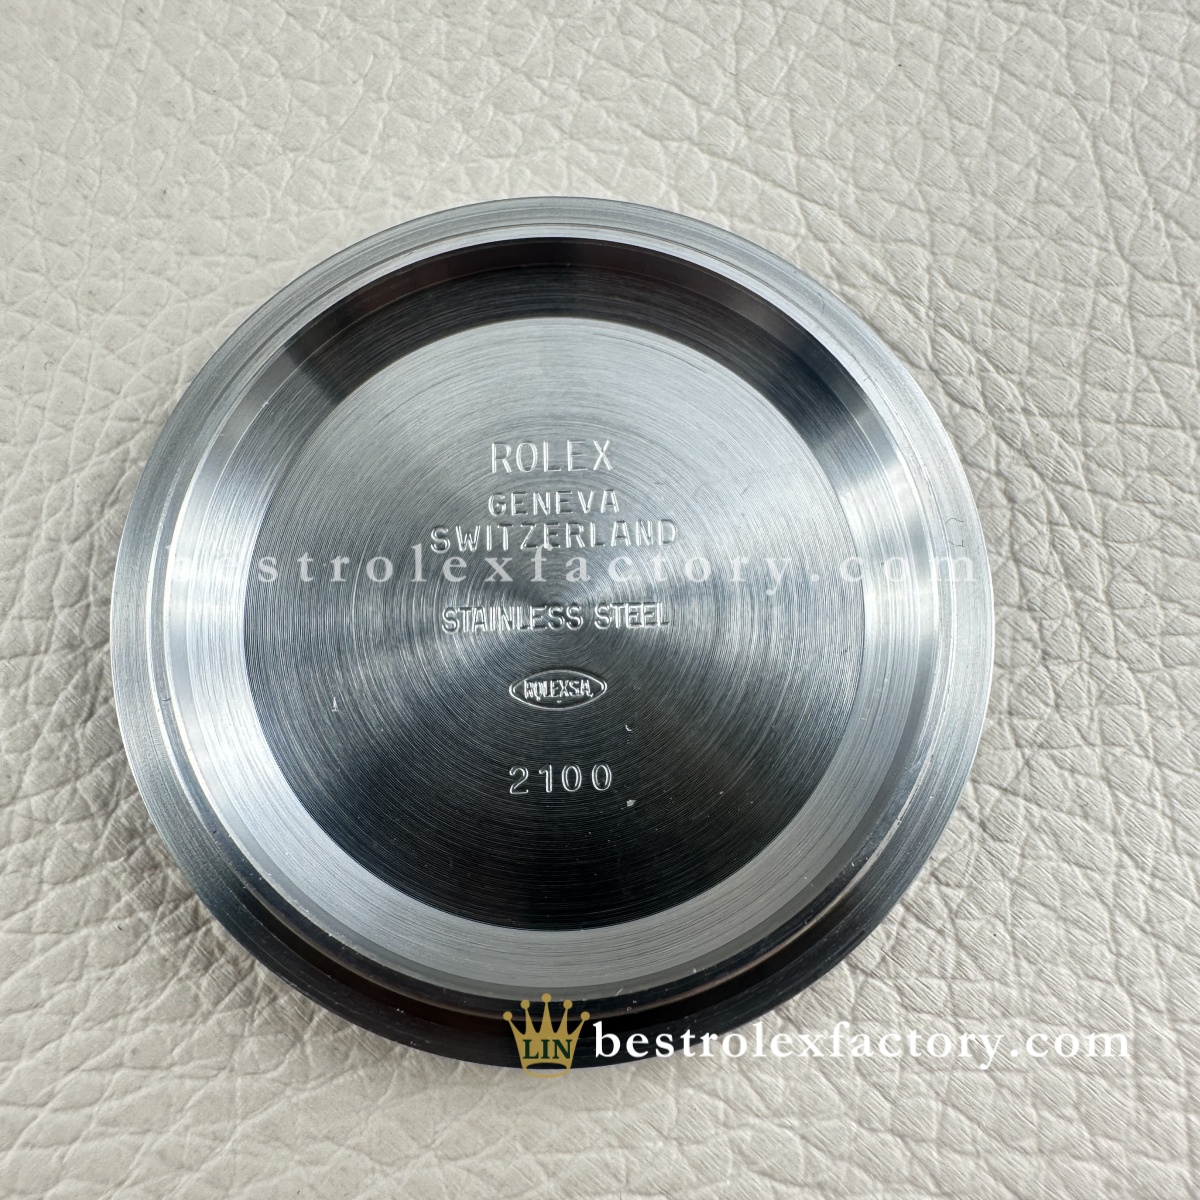 ROLEX
GENEVA
SWITZERLAND
bestrolexfactory.com
STAINLESS STEEL
ROLEXSA.
2100
LIN bestrolexfactory.com